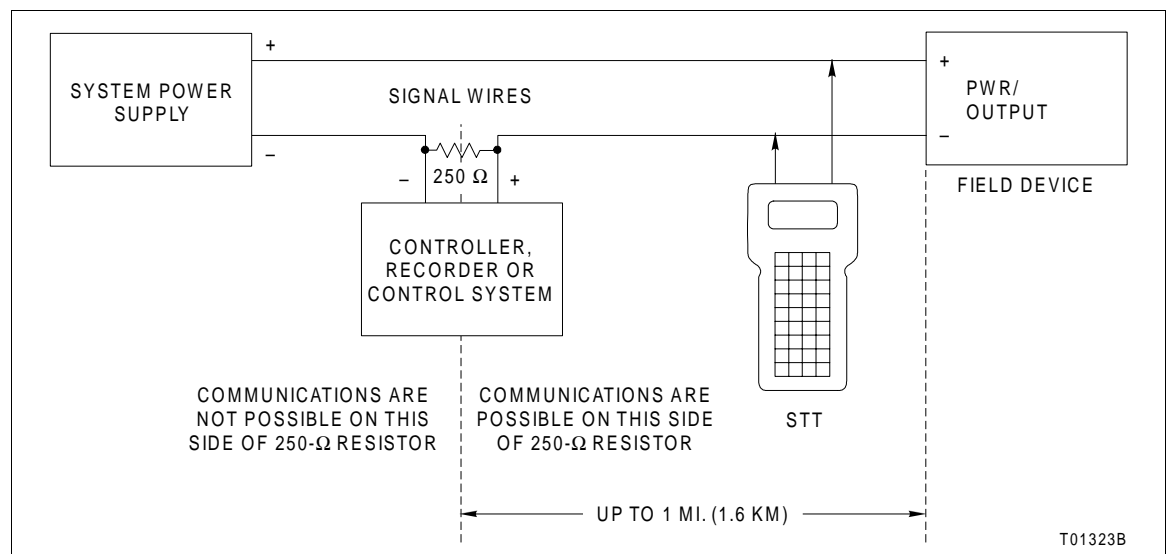 +
SYSTEM POWER
SUPPLY
–
SIGNAL WIRES
– 250 Ω +
CONTROLLER,
RECORDER OR
CONTROL SYSTEM
+
PWR/
OUTPUT
–
FIELD DEVICE
STT
COMMUNICATIONS ARE
NOT POSSIBLE ON THIS
SIDE OF 250-Ω RESISTOR
COMMUNICATIONS ARE
POSSIBLE ON THIS SIDE
OF 250-Ω RESISTOR
UP TO 1 MI. (1.6 KM)
T01323B